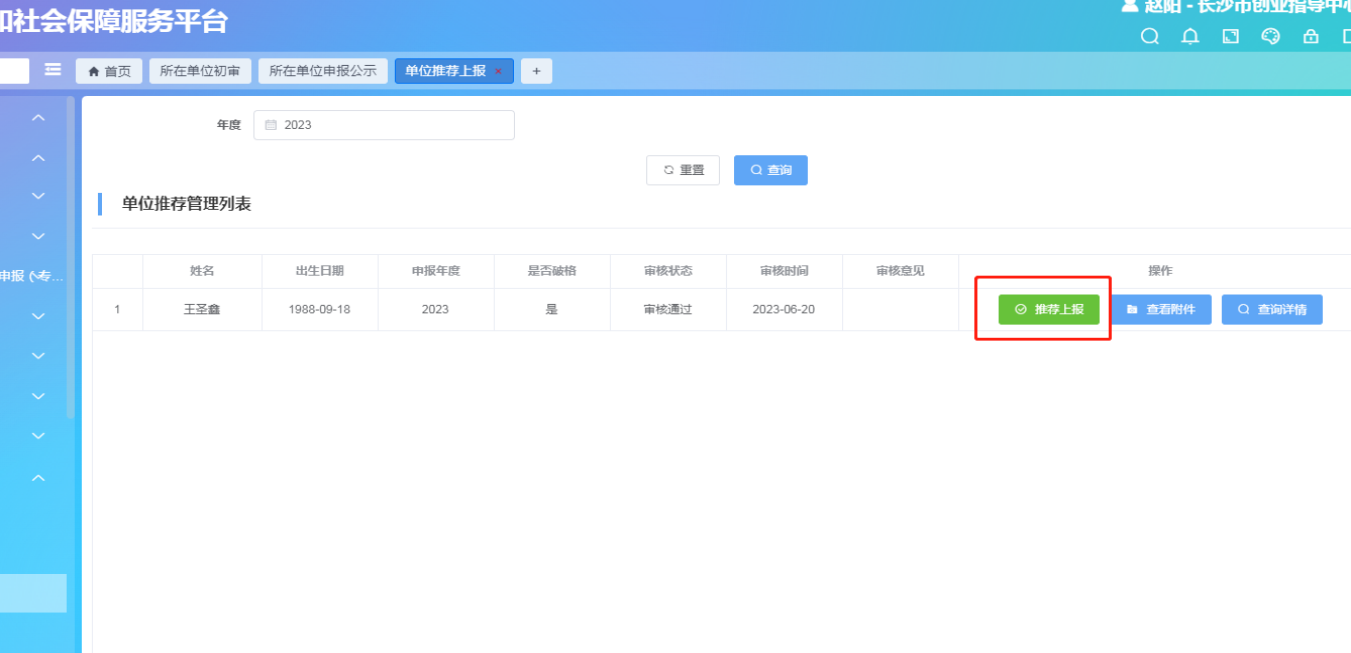 和社会保障服务平台
赵阳 - 长沙市创业指导中心
首页 所在单位初审 所在单位申报公示 单位推荐上报 × +
年度 2023
重置 查询
单位推荐管理列表
申报（专...
姓名 出生日期 申报年度 是否破格 审核状态 审核时间 审核意见 操作
1 王圣鑫 1988-09-18 2023 是 审核通过 2023-06-20 推荐上报 查看附件 查询详情